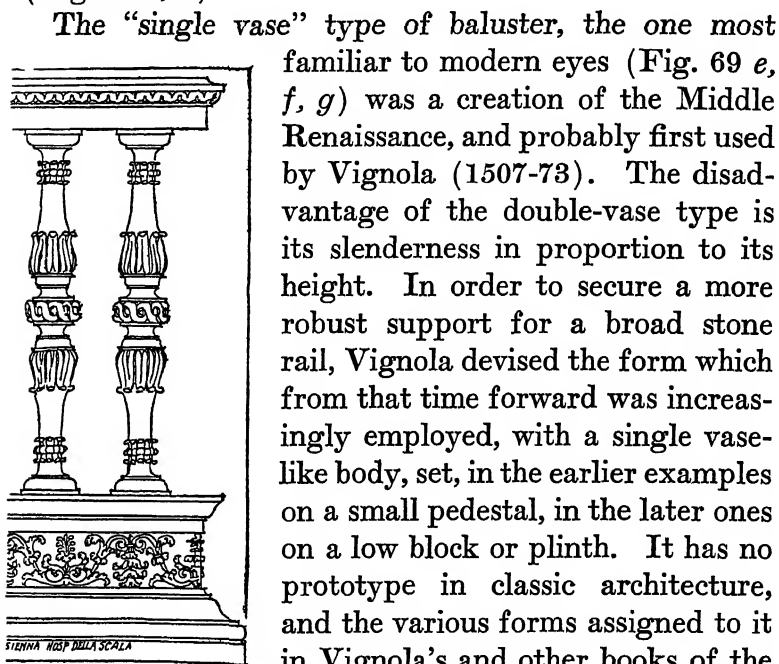 The “single vase” type of baluster, the one most
familiar to modern eyes (Fig. 69 e,
f, g) was a creation of the Middle
Renaissance, and probably first used
by Vignola (1507-73). The disad-
vantage of the double-vase type is
its slenderness in proportion to its
height. In order to secure a more
robust support for a broad stone
rail, Vignola devised the form which
from that time forward was increas-
ingly employed, with a single vase-
like body, set, in the earlier examples
on a small pedestal, in the later ones
on a low block or plinth. It has no
prototype in classic architecture,
and the various forms assigned to it
in Vignola's and other books of the
SIENNA HOSP DELLA SCALA